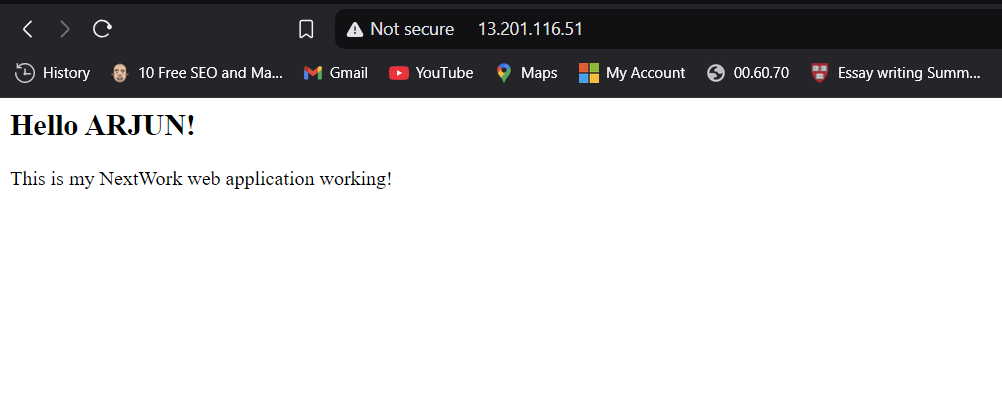 Not secure 13.201.116.51
History 10 Free SEO and Ma... Gmail YouTube Maps My Account 00.60.70 Essay writing Summ...
Hello ARJUN!
This is my NextWork web application working!